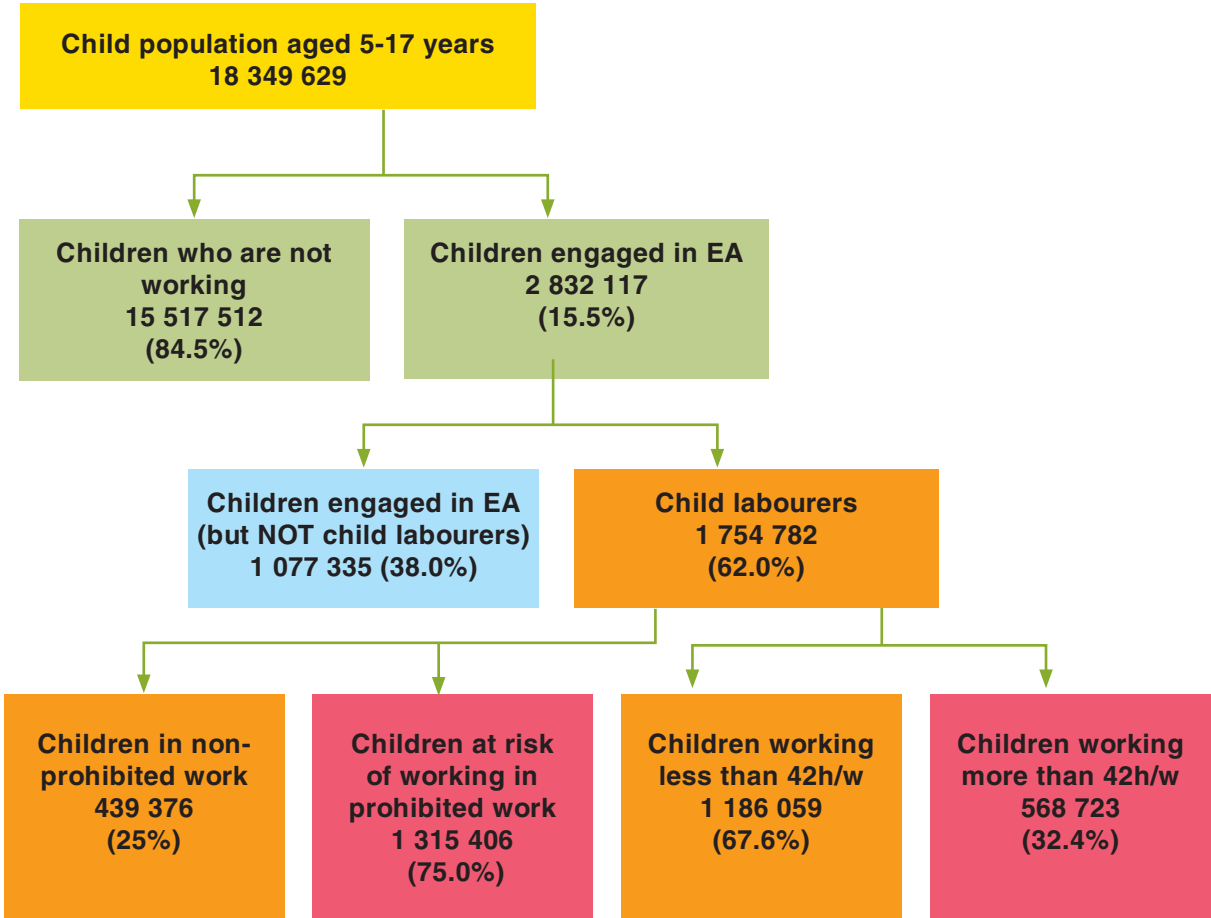 Child population aged 5-17 years
18 349 629
Children who are not
working
15 517 512
(84.5%)
Children engaged in EA
2 832 117
(15.5%)
Children engaged in EA
(but NOT child labourers)
1 077 335 (38.0%)
Child labourers
1 754 782
(62.0%)
Children in non-
prohibited work
439 376
(25%)
Children at risk
of working in
prohibited work
1 315 406
(75.0%)
Children working
less than 42h/w
1 186 059
(67.6%)
Children working
more than 42h/w
568 723
(32.4%)